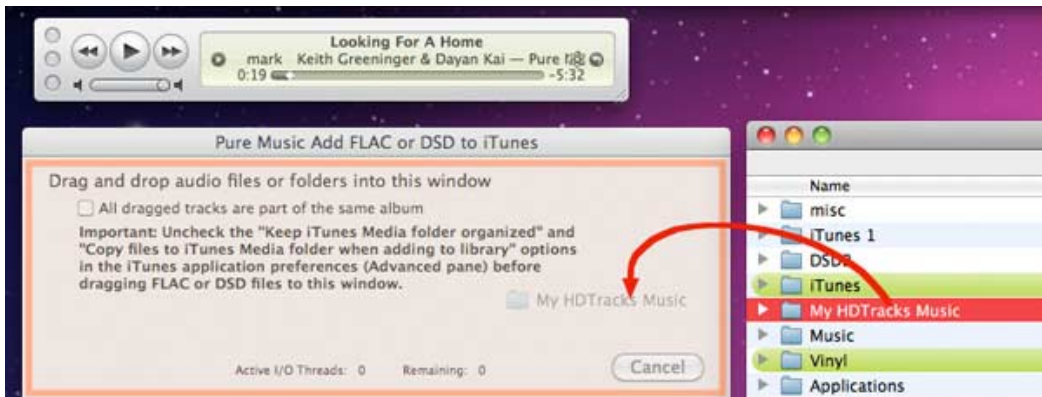 Looking For A Home
mark Keith Greeninger & Dayan Kai — Pure
0:19 -5:32
Pure Music Add FLAC or DSD to iTunes
Drag and drop audio files or folders into this window
All dragged tracks are part of the same album
Important: Uncheck the "Keep iTunes Media folder organized" and
"Copy files to iTunes Media folder when adding to library" options
in the iTunes application preferences (Advanced pane) before
dragging FLAC or DSD files to this window.
My HDTracks Music
Active I/O Threads: 0 Remaining: 0
Cancel
Name
misc
iTunes 1
iTunes
My HDTracks Music
Music
Vinyl
Applications